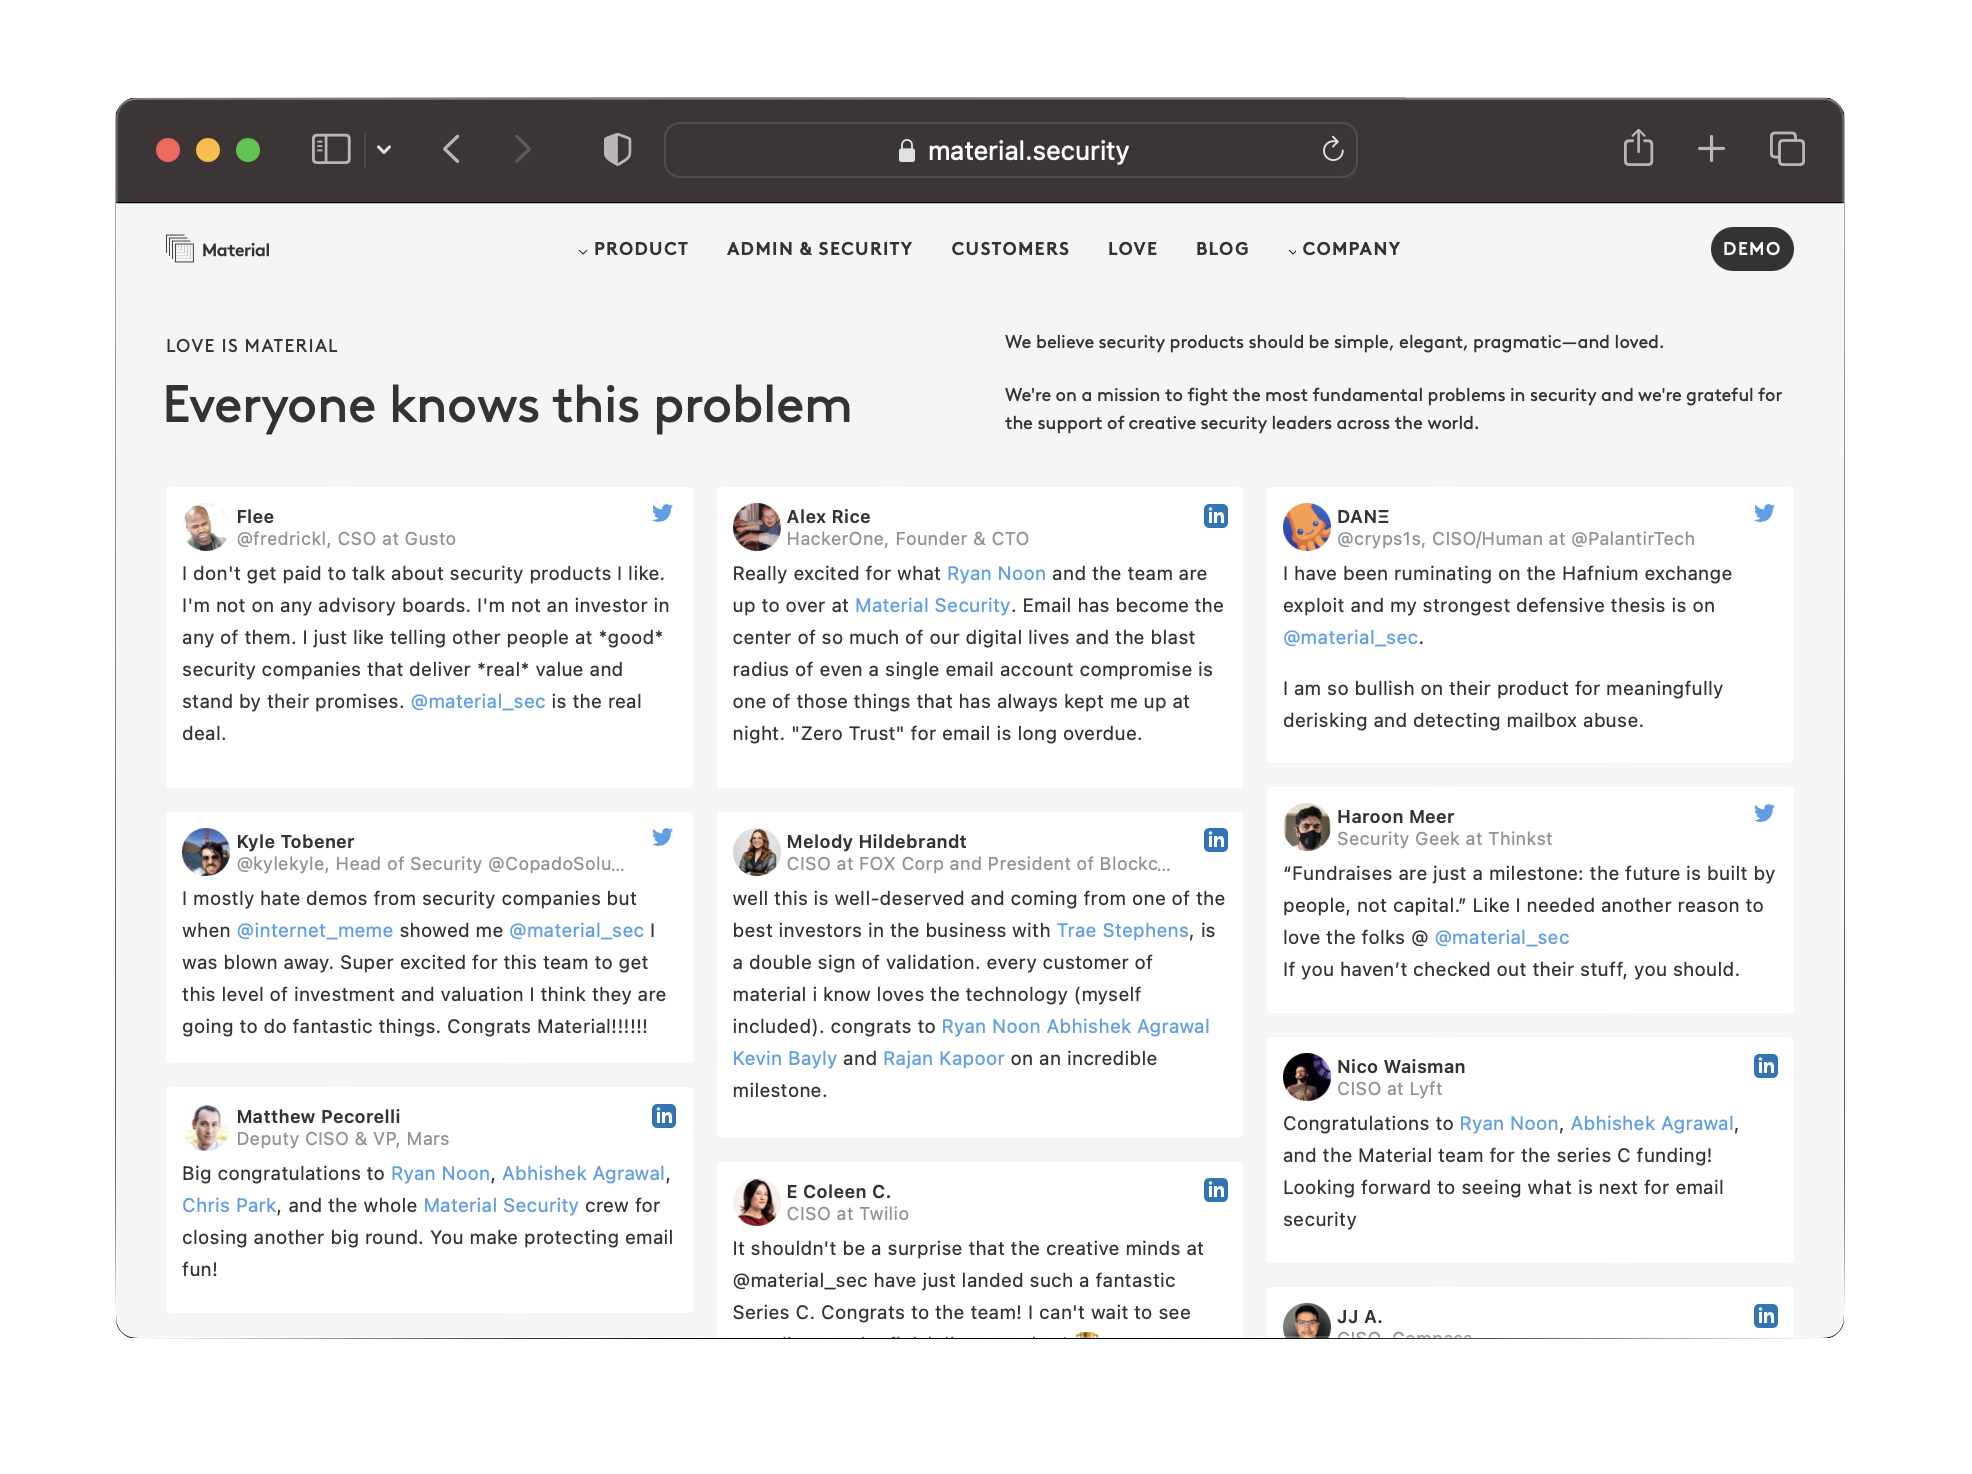 material.security
Material
PRODUCT
ADMIN & SECURITY
CUSTOMERS
LOVE
BLOG
COMPANY
DEMO
LOVE IS MATERIAL
Everyone knows this problem
We believe security products should be simple, elegant, pragmatic—and loved.
We're on a mission to fight the most fundamental problems in security and we're grateful for
the support of creative security leaders across the world.
Flee
@fredrickl, CSO at Gusto
I don't get paid to talk about security products I like.
I'm not on any advisory boards. I'm not an investor in
any of them. I just like telling other people at *good*
security companies that deliver *real* value and
stand by their promises. @material_sec is the real
deal.
Kyle Tobener
@kylekyle, Head of Security @CopadoSolu...
I mostly hate demos from security companies but
when @internet_meme showed me @material_sec I
was blown away. Super excited for this team to get
this level of investment and valuation I think they are
going to do fantastic things. Congrats Material!!!!!!
Matthew Pecorelli
Deputy CISO & VP, Mars
Big congratulations to Ryan Noon, Abhishek Agrawal,
Chris Park, and the whole Material Security crew for
closing another big round. You make protecting email
fun!
Alex Rice
HackerOne, Founder & CTO
Really excited for what Ryan Noon and the team are
up to over at Material Security. Email has become the
center of so much of our digital lives and the blast
radius of even a single email account compromise is
one of those things that has always kept me up at
night. "Zero Trust" for email is long overdue.
Melody Hildebrandt
CISO at FOX Corp and President of Blockc...
well this is well-deserved and coming from one of the
best investors in the business with Trae Stephens, is
a double sign of validation. every customer of
material i know loves the technology (myself
included). congrats to Ryan Noon Abhishek Agrawal
Kevin Bayly and Rajan Kapoor on an incredible
milestone.
E Coleen C.
CISO at Twilio
It shouldn't be a surprise that the creative minds at
@material_sec have just landed such a fantastic
Series C. Congrats to the team! I can't wait to see
DANΞ
@cryps1s, CISO/Human at @PalantirTech
I have been ruminating on the Hafnium exchange
exploit and my strongest defensive thesis is on
@material_sec.
I am so bullish on their product for meaningfully
derisking and detecting mailbox abuse.
Haroon Meer
Security Geek at Thinkst
“Fundraises are just a milestone: the future is built by
people, not capital.” Like I needed another reason to
love the folks @ @material_sec
If you haven’t checked out their stuff, you should.
Nico Waisman
CISO at Lyft
Congratulations to Ryan Noon, Abhishek Agrawal,
and the Material team for the series C funding!
Looking forward to seeing what is next for email
security
JJ A.
CISO, Compass